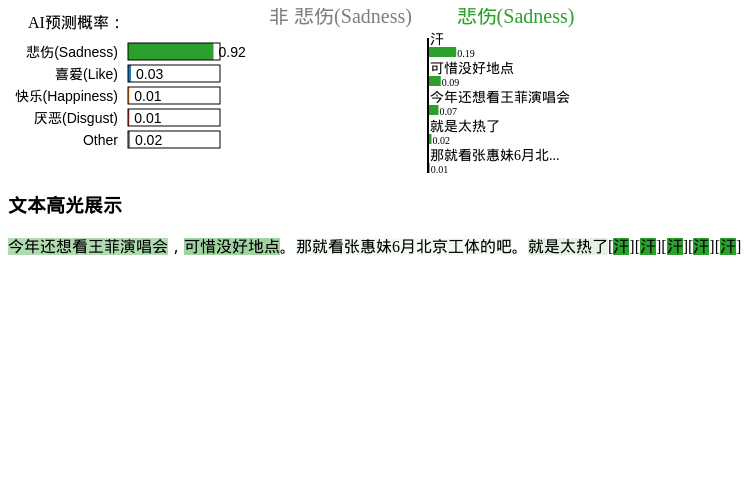 AI预测概率：
非 悲伤(Sadness) 悲伤(Sadness)
悲伤(Sadness) 0.92
喜爱(Like) 0.03
快乐(Happiness) 0.01
厌恶(Disgust) 0.01
Other 0.02
汗
0.19
可惜没好地点
0.09
今年还想看王菲演唱会
0.07
就是太热了
0.02
那就看张惠妹6月北...
0.01
文本高光展示
今年还想看王菲演唱会，可惜没好地点。那就看张惠妹6月北京工体的吧。就是太热了[汗][汗][汗][汗][汗]